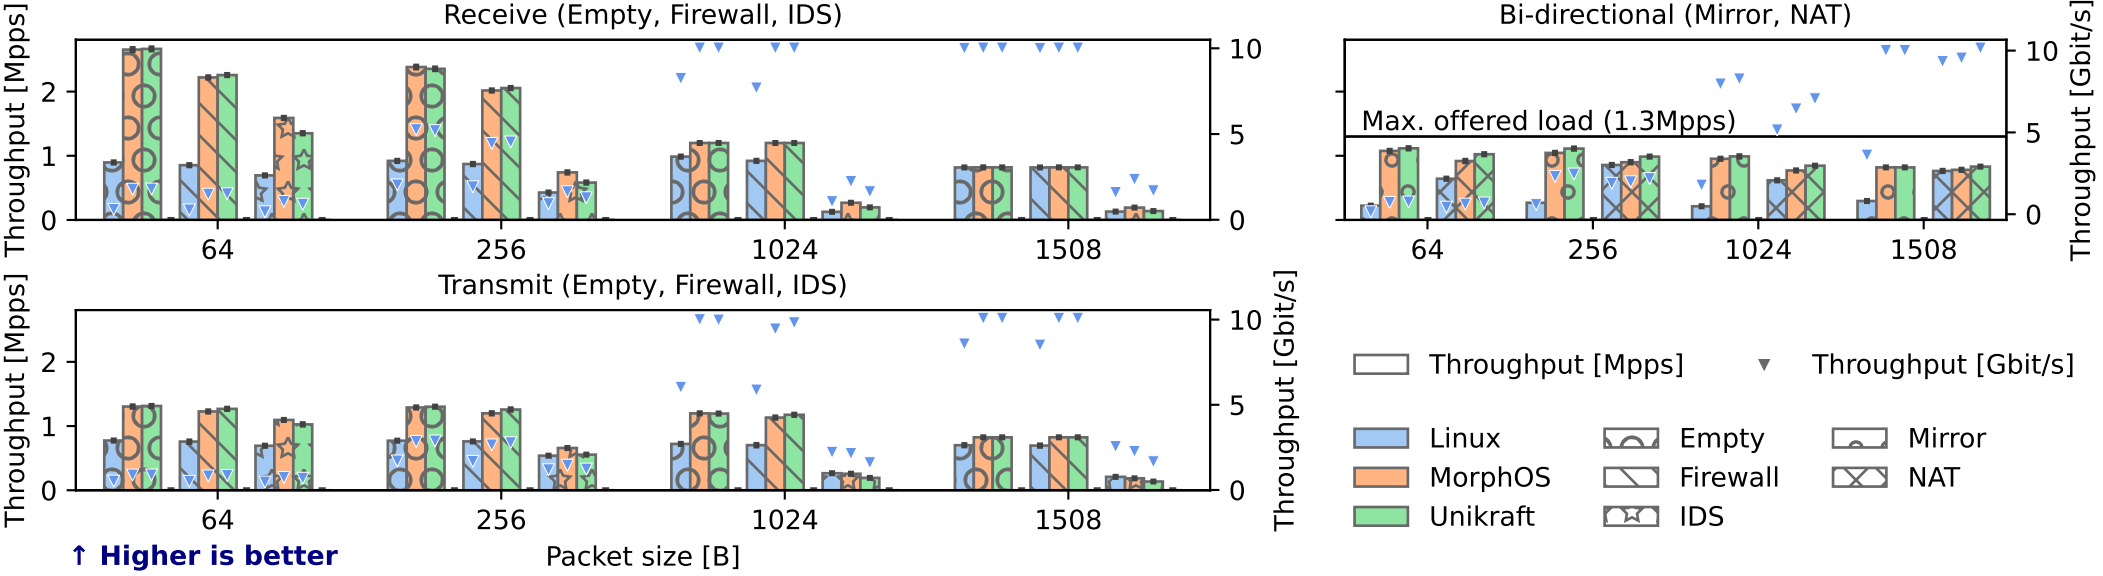 Receive (Empty, Firewall, IDS)
Throughput [Mpps]
2
1
0
10
5
0
64
256
1024
1508
Bi-directional (Mirror, NAT)
Max. offered load (1.3Mpps)
10
5
0
Throughput [Gbit/s]
64
256
1024
1508
Transmit (Empty, Firewall, IDS)
Throughput [Mpps]
2
1
0
10
5
0
Throughput [Gbit/s]
64
256
1024
1508
↑ Higher is better
Packet size [B]
Throughput [Mpps]
Throughput [Gbit/s]
Linux
Empty
Mirror
MorphOS
Firewall
NAT
Unikraft
IDS